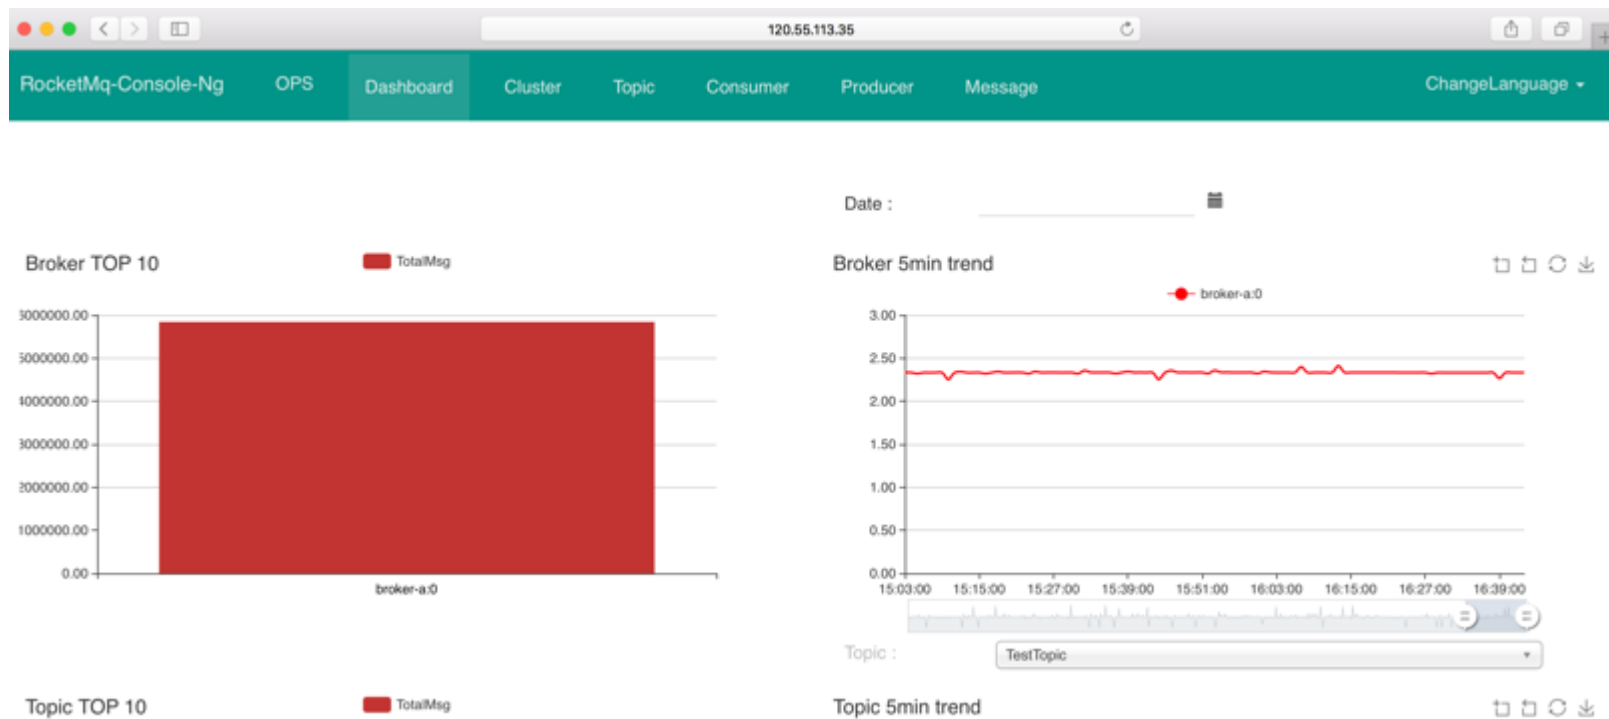 120.55.113.35
RocketMq-Console-Ng OPS Dashboard Cluster Topic Consumer Producer Message ChangeLanguage
Date :
Broker TOP 10 TotalMsg
6000000.00
5000000.00
4000000.00
3000000.00
2000000.00
1000000.00
0.00
broker-a:0
Broker 5min trend
broker-a:0
3.00
2.50
2.00
1.50
1.00
0.50
0.00
15:03:00 15:15:00 15:27:00 15:39:00 15:51:00 16:03:00 16:15:00 16:27:00 16:39:00
Topic : TestTopic
Topic TOP 10 TotalMsg
Topic 5min trend